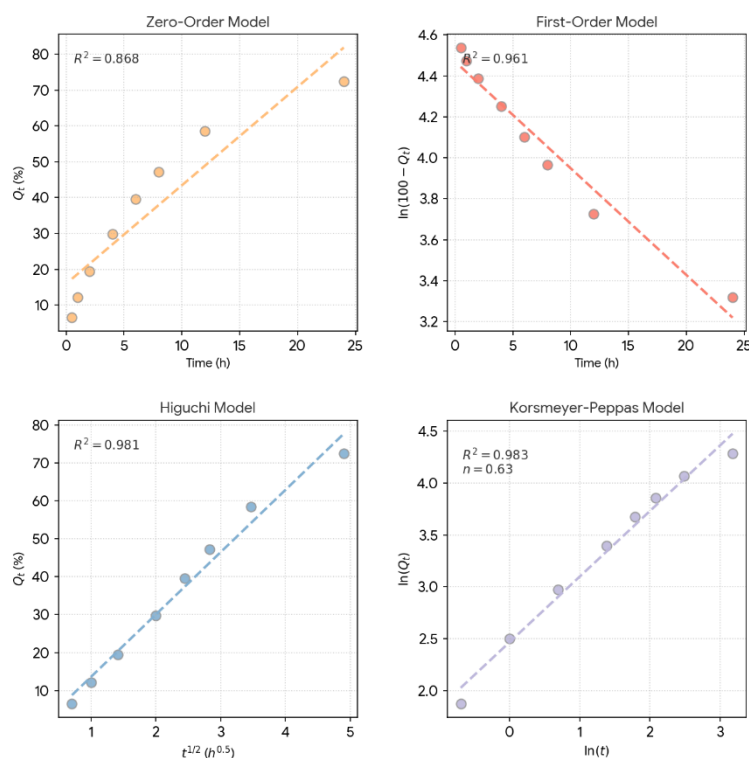 Zero-Order Model
R² = 0.868
Q_t (%)
80
70
60
50
40
30
20
10
0 5 10 15 20 25
Time (h)
First-Order Model
R² = 0.961
ln(100 − Q_t)
4.6
4.4
4.2
4.0
3.8
3.6
3.4
3.2
0 5 10 15 20 25
Time (h)
Higuchi Model
R² = 0.981
Q_t (%)
80
70
60
50
40
30
20
10
1 2 3 4 5
t^{1/2} (h^{0.5})
Korsmeyer-Peppas Model
R² = 0.983
n = 0.63
ln(Q_t)
4.5
4.0
3.5
3.0
2.5
2.0
0 1 2 3
ln(t)